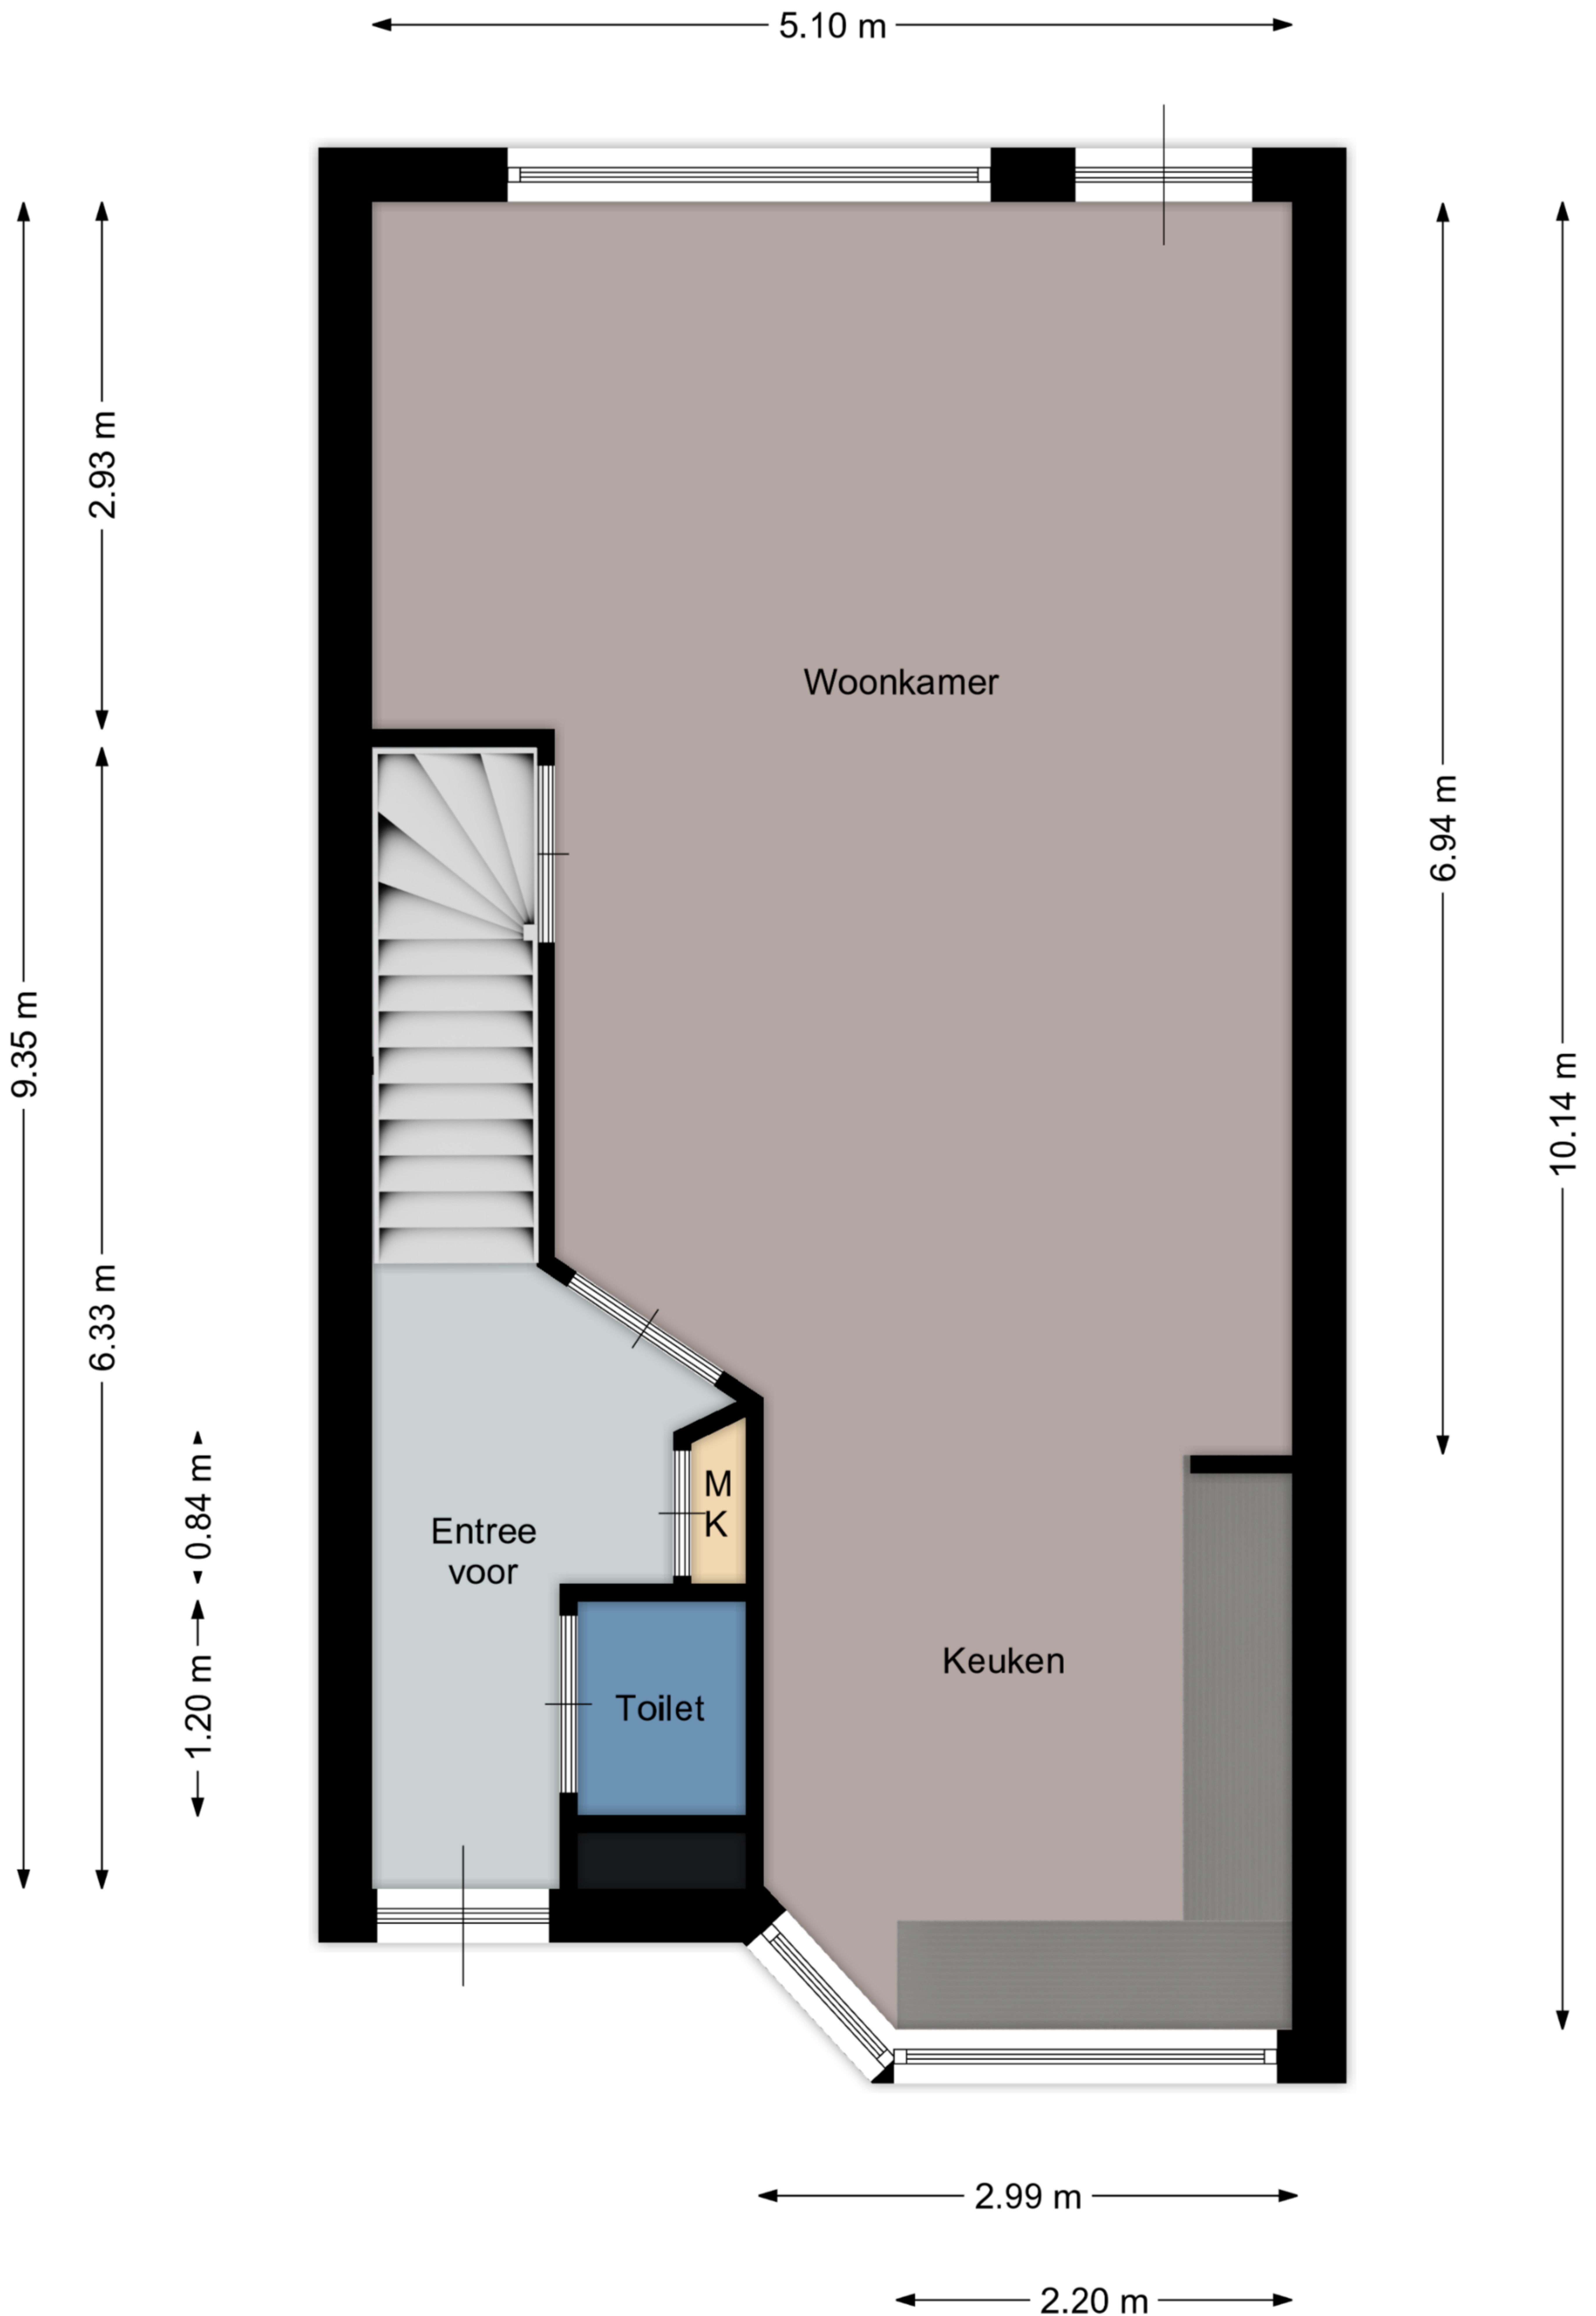 5.10 m
2.93 m
Woonkamer
6.94 m
9.35 m
10.14 m
6.33 m
0.84 m
M
K
Entree
voor
Keuken
1.20 m
Toilet
2.99 m
2.20 m